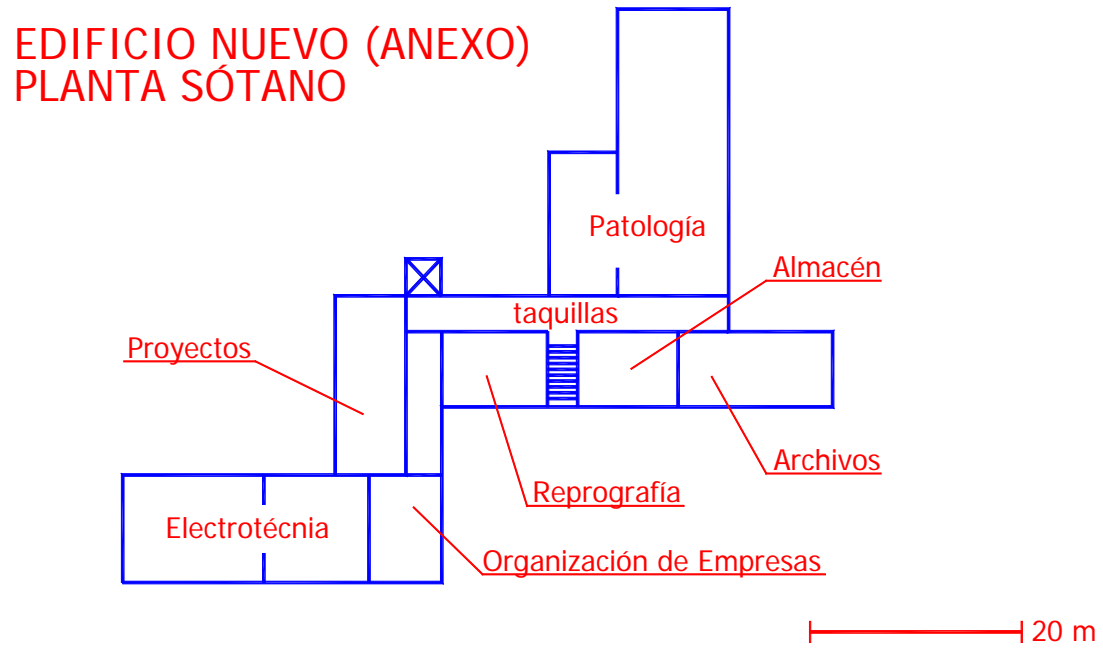 EDIFICIO NUEVO (ANEXO)
PLANTA SÓTANO
Patología
Almacén
taquillas
Proyectos
Archivos
Reprografía
Electrotécnia
Organización de Empresas
20 m